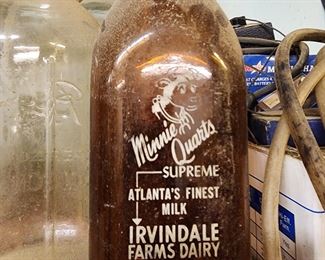 Minnie
Quarts
SUPREME
ATLANTA'S FINEST
MILK
IRVINDALE
FARMS DAIRY